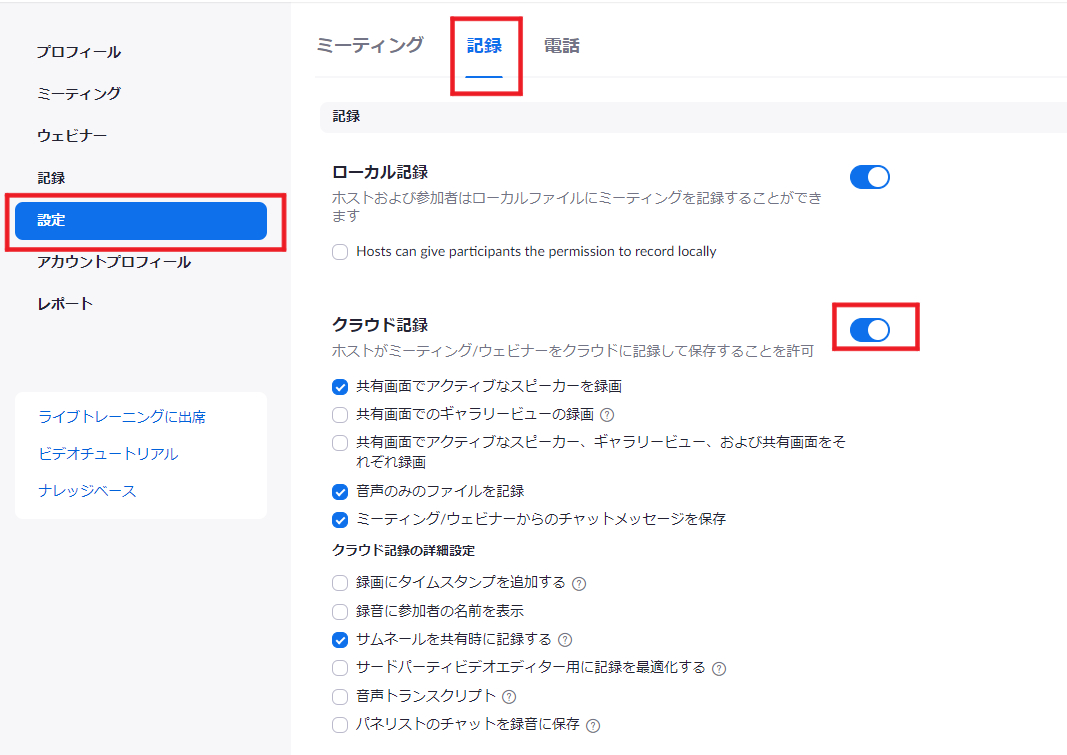 プロフィール
ミーティング
ウェビナー
記録
設定
アカウントプロフィール
レポート
ライブトレーニングに出席
ビデオチュートリアル
ナレッジベース
ミーティング 記録 電話
記録
ローカル記録
ホストおよび参加者はローカルファイルにミーティングを記録することができ
ます
Hosts can give participants the permission to record locally
クラウド記録
ホストがミーティング/ウェビナーをクラウドに記録して保存することを許可
共有画面でアクティブなスピーカーを録画
共有画面でのギャラリービューの録画 ?
共有画面でアクティブなスピーカー、ギャラリービュー、および共有画面をそ
れぞれ録画
音声のみのファイルを記録
ミーティング/ウェビナーからのチャットメッセージを保存
クラウド記録の詳細設定
録画にタイムスタンプを追加する ?
録音に参加者の名前を表示
サムネールを共有時に記録する ?
サードパーティビデオエディター用に記録を最適化する ?
音声トランスクリプト ?
パネリストのチャットを録音に保存 ?